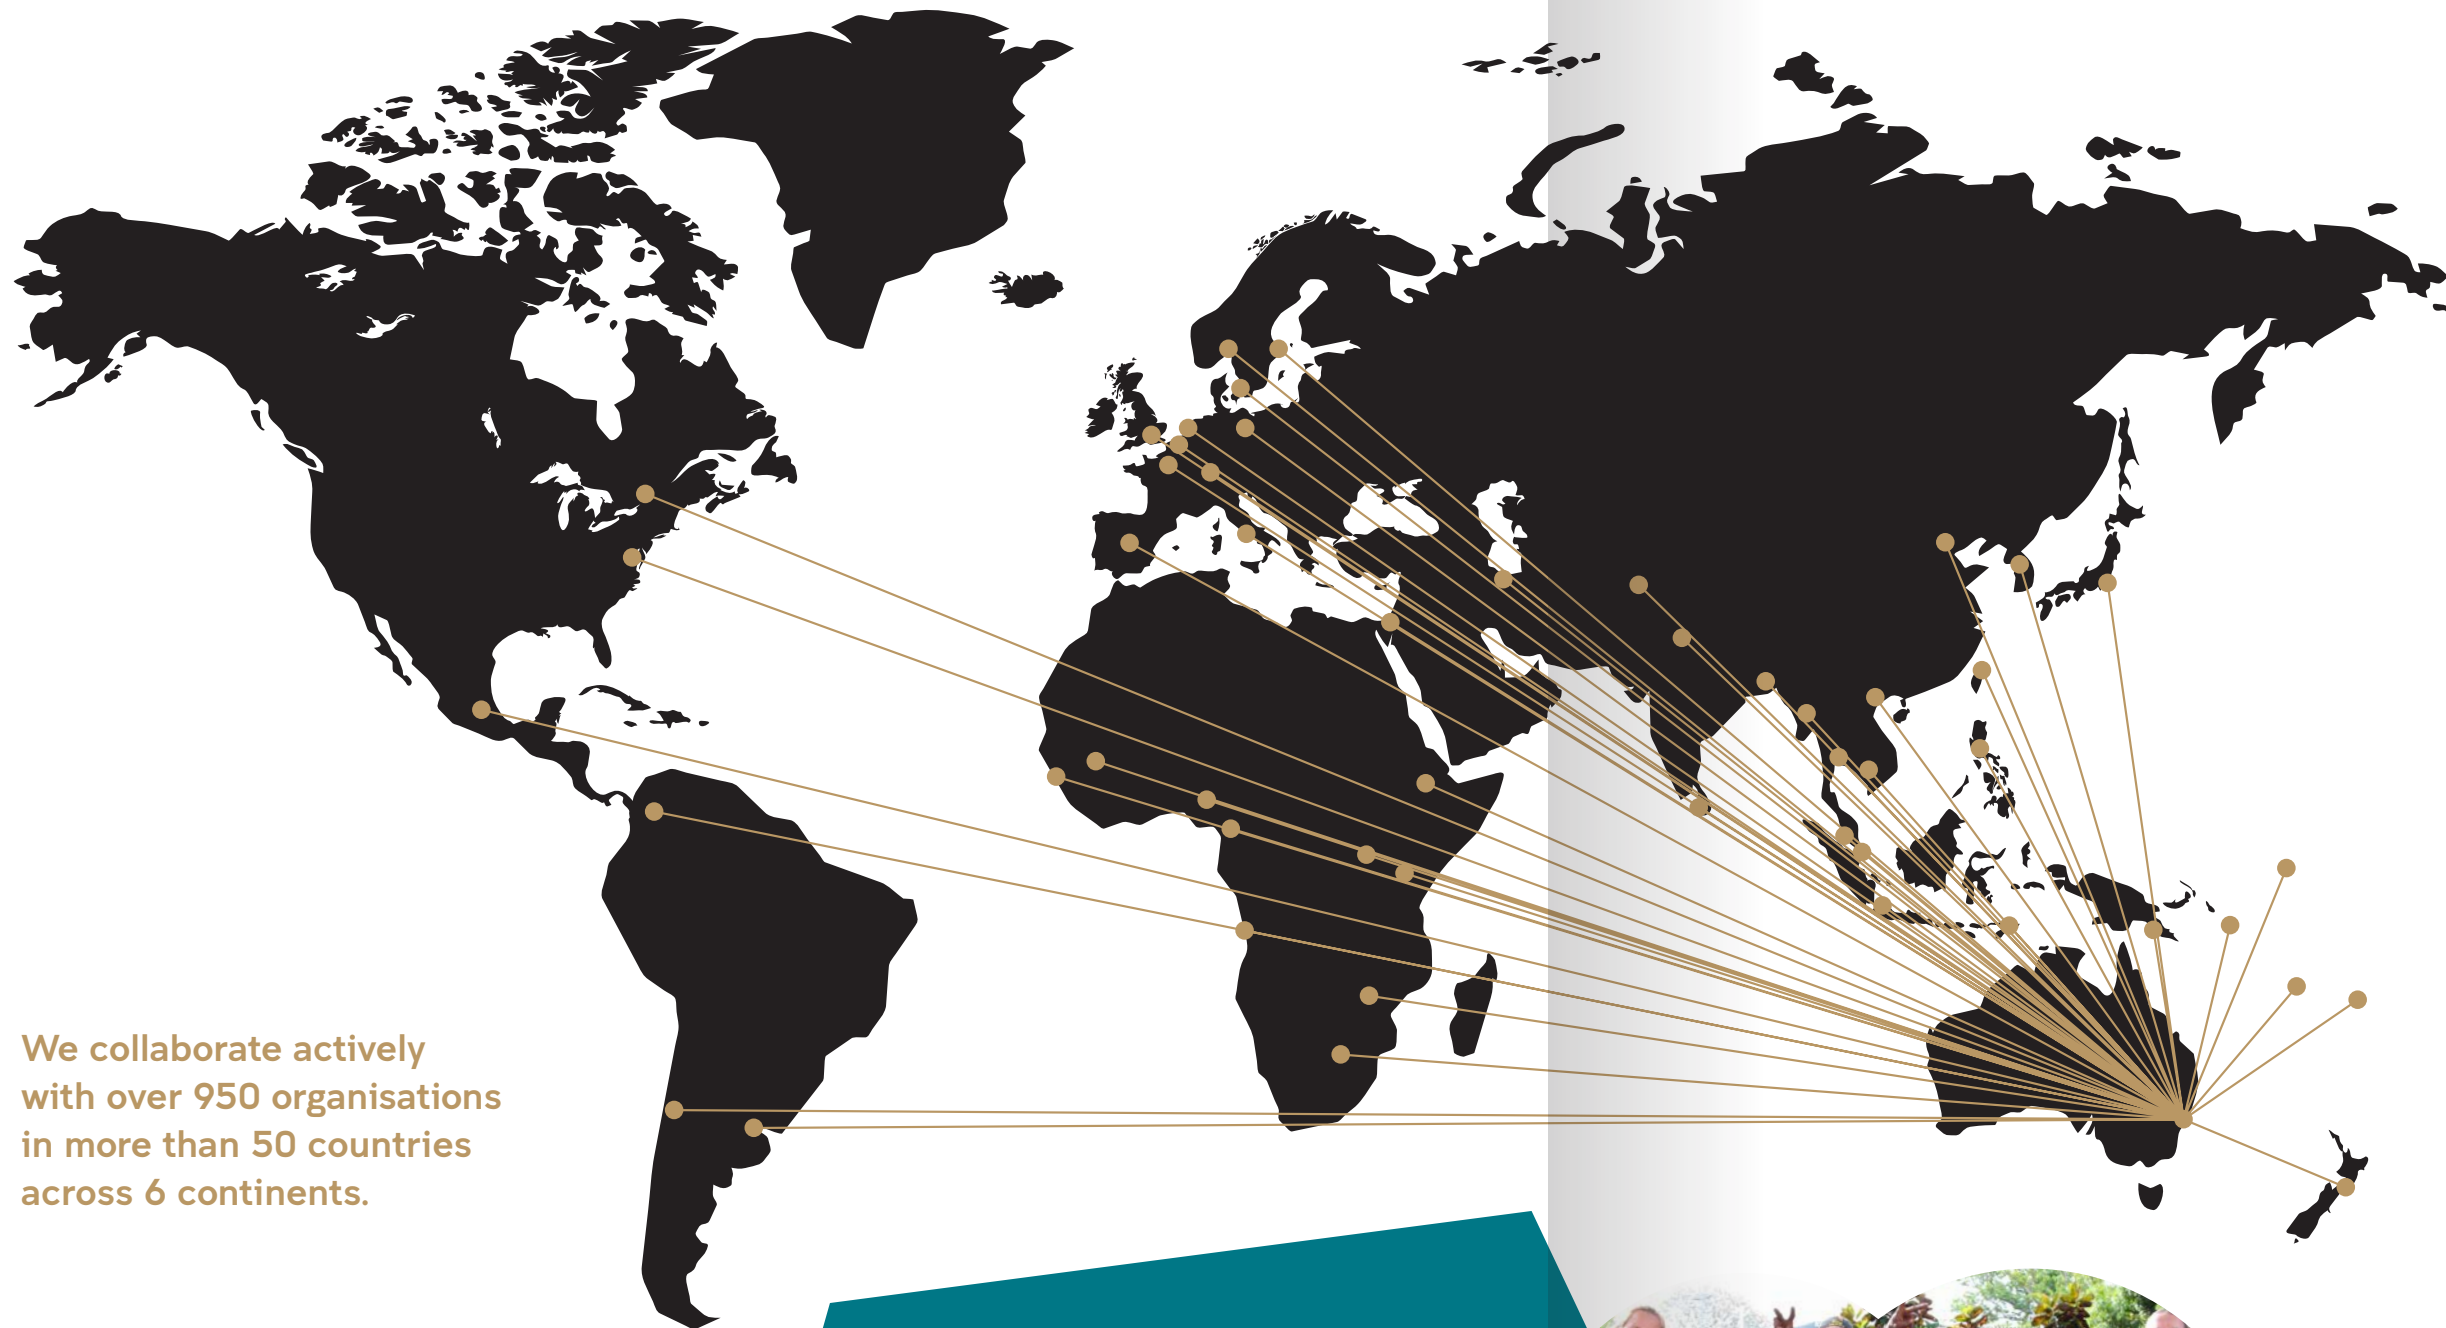 We collaborate actively
with over 950 organisations
in more than 50 countries
across 6 continents.